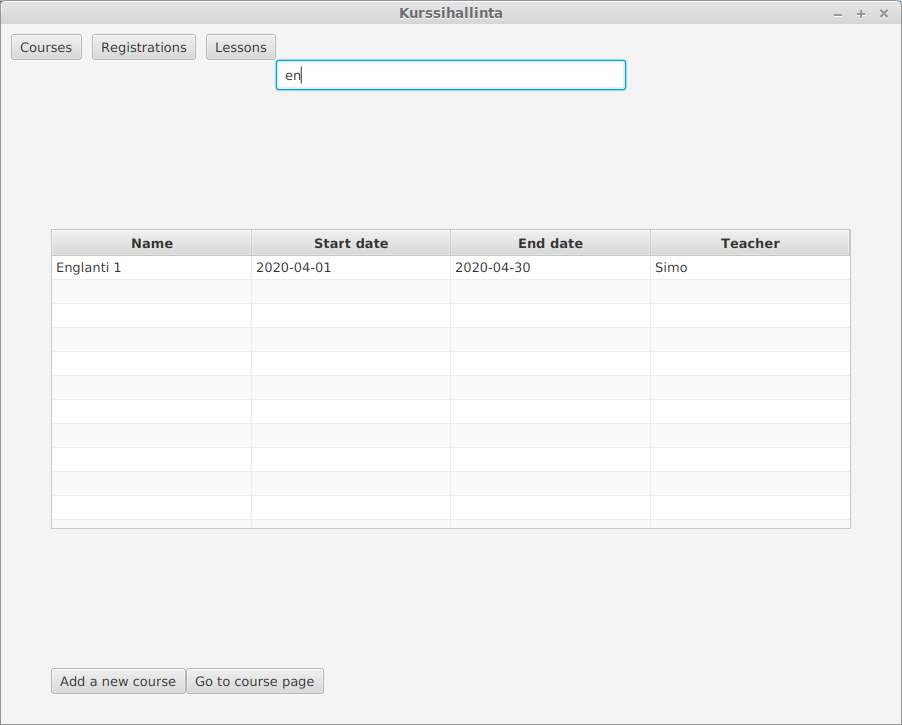 Kurssihallinta
Courses Registrations Lessons
en
Name Start date End date Teacher
Englanti 1 2020-04-01 2020-04-30 Simo
Add a new course Go to course page